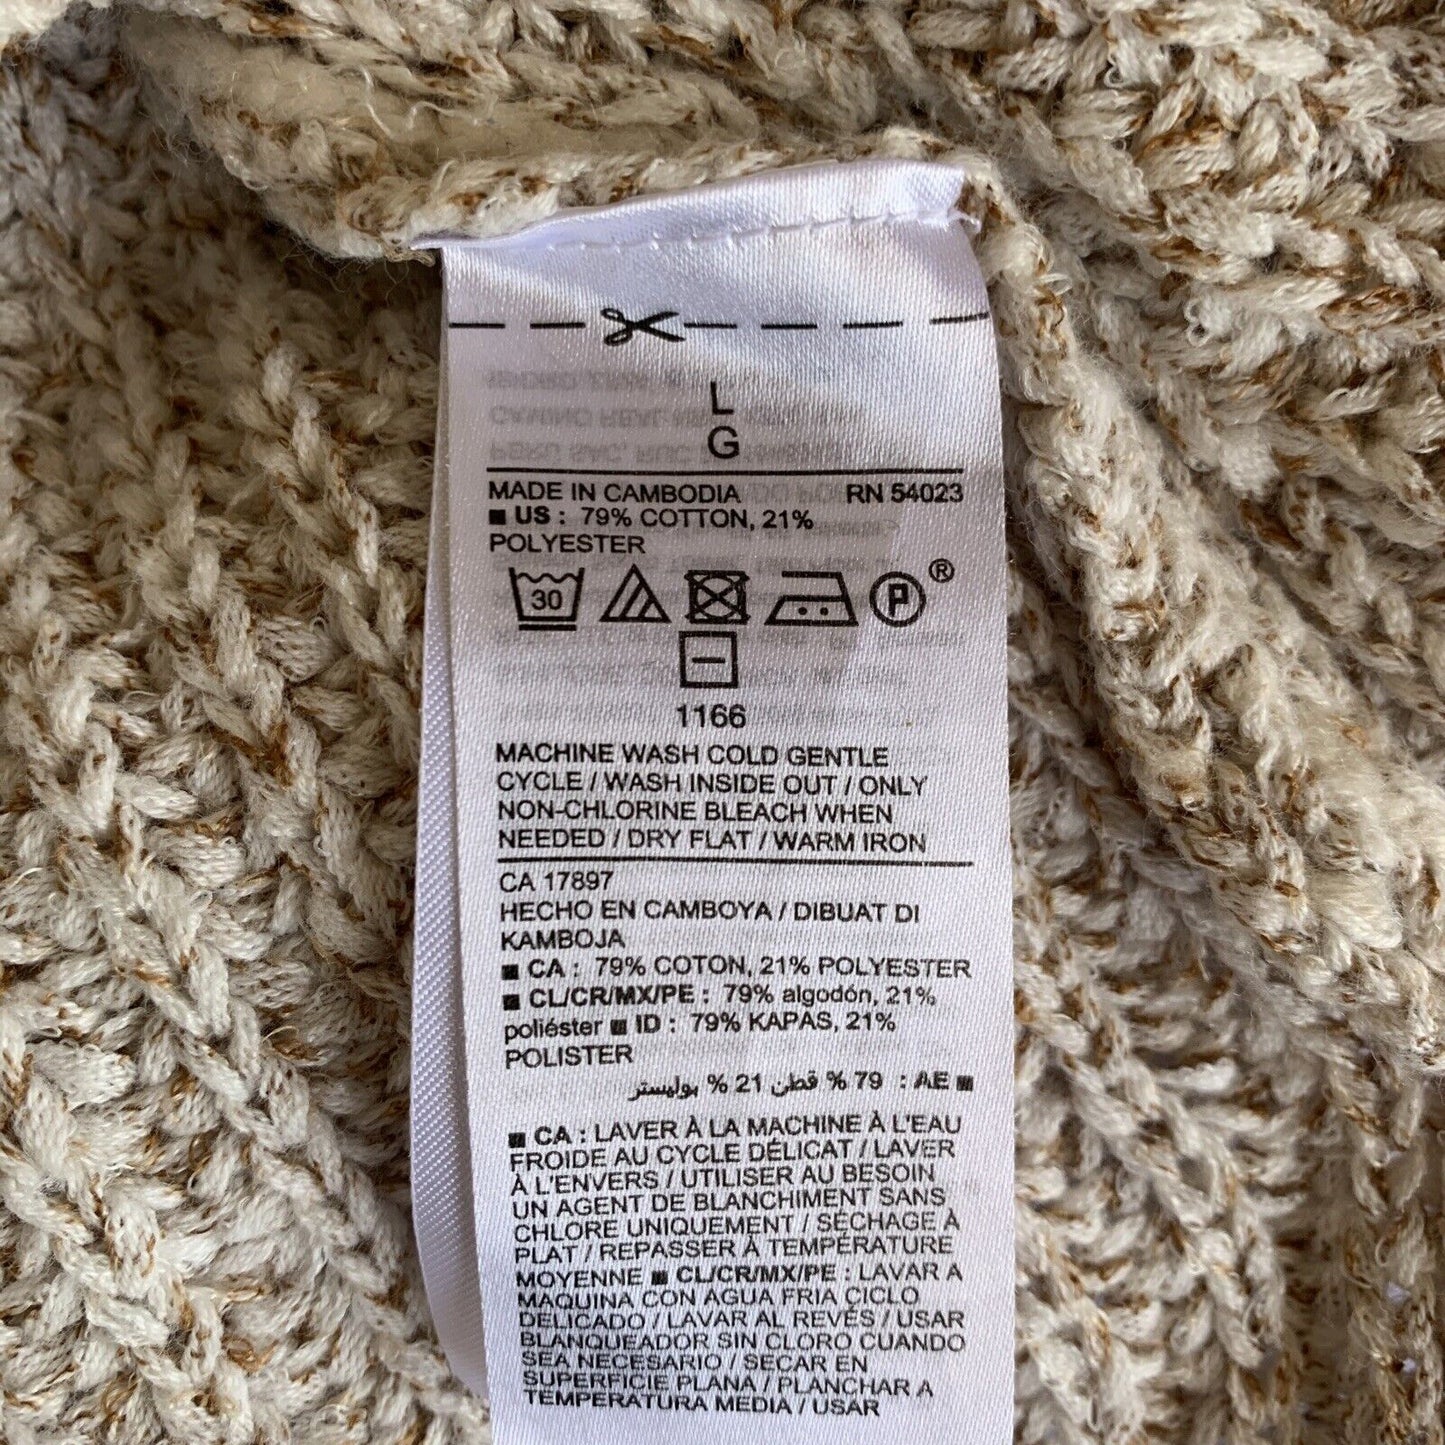 L
G
MADE IN CAMBODIA RN 54023
■ US : 79% COTTON, 21%
POLYESTER
30 P ®
1166
MACHINE WASH COLD GENTLE
CYCLE / WASH INSIDE OUT / ONLY
NON-CHLORINE BLEACH WHEN
NEEDED / DRY FLAT / WARM IRON
CA 17897
HECHO EN CAMBOYA / DIBUAT DI
KAMBOJA
■ CA : 79% COTON, 21% POLYESTER
■ CL/CR/MX/PE : 79% algodón, 21%
poliéster ■ ID : 79% KAPAS, 21%
POLISTER
■ AE : 79 % قطن 21 % بوليستر
■ CA : LAVER À LA MACHINE À L'EAU
FROIDE AU CYCLE DÉLICAT / LAVER
À L'ENVERS / UTILISER AU BESOIN
UN AGENT DE BLANCHIMENT SANS
CHLORE UNIQUEMENT / SÉCHAGE À
PLAT / REPASSER À TEMPÉRATURE
MOYENNE ■ CL/CR/MX/PE : LAVAR A
MAQUINA CON AGUA FRIA CICLO
DELICADO / LAVAR AL REVÉS / USAR
BLANQUEADOR SIN CLORO CUANDO
SEA NECESARIO / SECAR EN
SUPERFICIE PLANA / PLANCHAR A
TEMPERATURA MEDIA / USAR